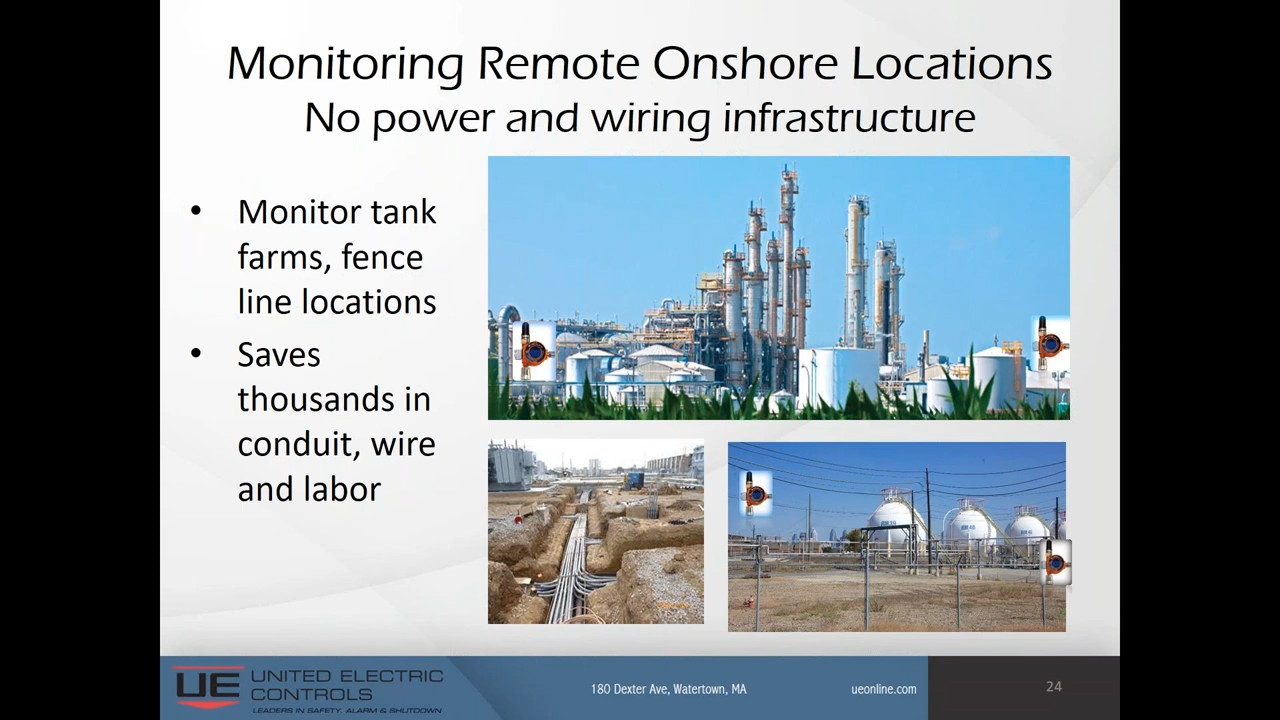 Monitoring Remote Onshore Locations
No power and wiring infrastructure
• Monitor tank
farms, fence
line locations
• Saves
thousands in
conduit, wire
and labor
UE UNITED ELECTRIC
CONTROLS
LEADERS IN SAFETY, ALARM & SHUTDOWN
180 Dexter Ave, Watertown, MA
ueonline.com
24